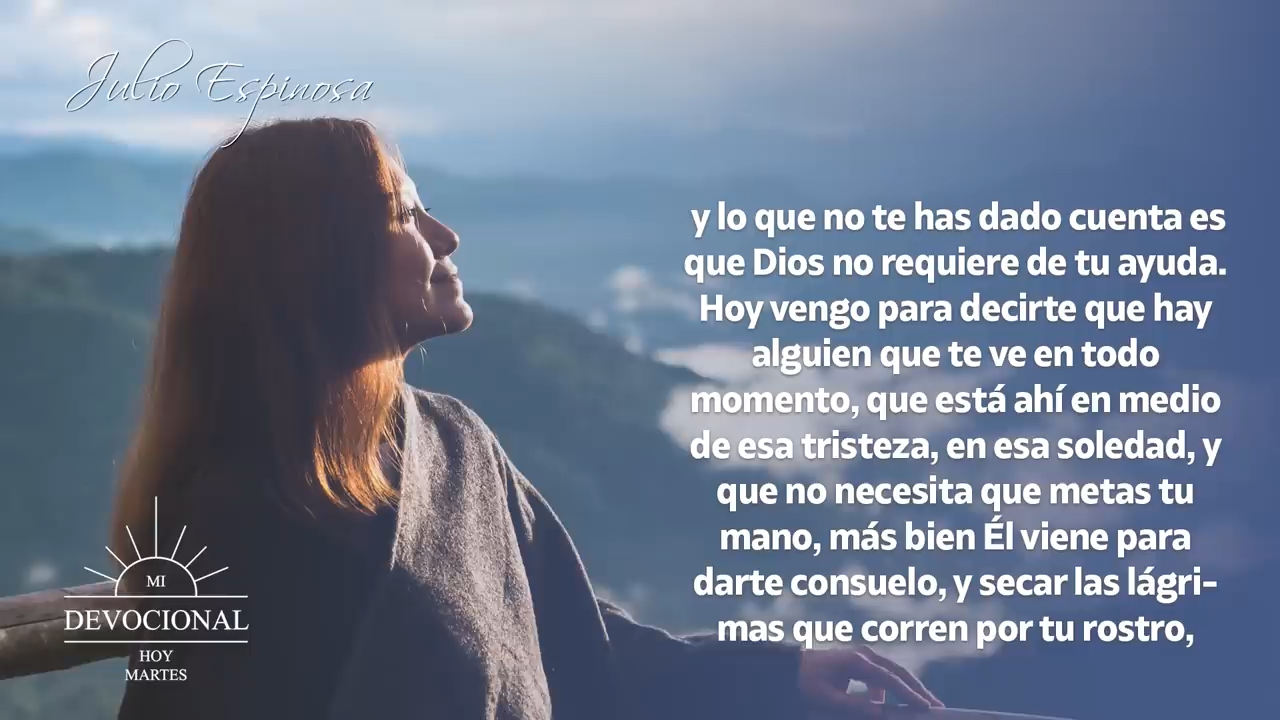 Julio Espinosa
y lo que no te has dado cuenta es
que Dios no requiere de tu ayuda.
Hoy vengo para decirte que hay
alguien que te ve en todo
momento, que está ahí en medio
de esa tristeza, en esa soledad, y
que no necesita que metas tu
mano, más bien Él viene para
darte consuelo, y secar las lágri-
mas que corren por tu rostro,
MI
DEVOCIONAL
HOY
MARTES